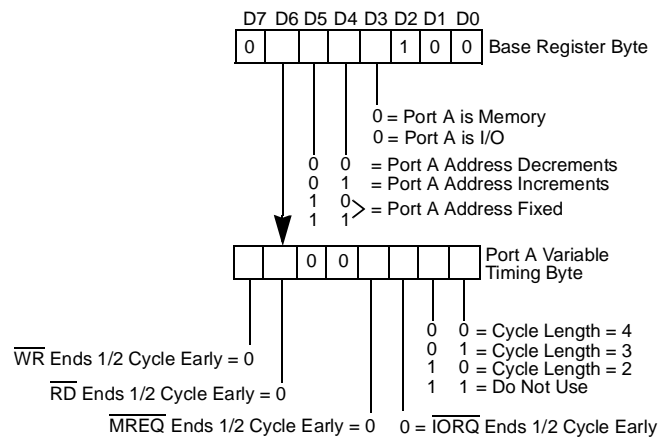 D7 D6 D5 D4 D3 D2 D1 D0
0 1 0 0 Base Register Byte
0 = Port A is Memory
0 = Port A is I/O
0 0 = Port A Address Decrements
0 1 = Port A Address Increments
1 0
1 1 > = Port A Address Fixed
0 0 Port A Variable
Timing Byte
0 0 = Cycle Length = 4
0 1 = Cycle Length = 3
1 0 = Cycle Length = 2
1 1 = Do Not Use
WR Ends 1/2 Cycle Early = 0
RD Ends 1/2 Cycle Early = 0
MREQ Ends 1/2 Cycle Early = 0 0 = IORQ Ends 1/2 Cycle Early